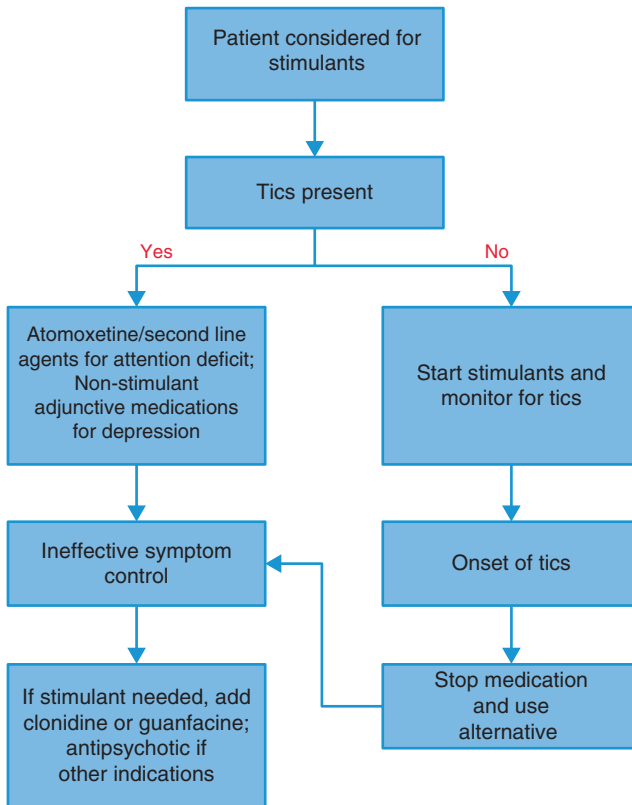 Patient considered for
stimulants
Tics present
Yes
No
Atomoxetine/second line
agents for attention deficit;
Non-stimulant
adjunctive medications
for depression
Start stimulants and
monitor for tics
Ineffective symptom
control
Onset of tics
If stimulant needed, add
clonidine or guanfacine;
antipsychotic if
other indications
Stop medication
and use
alternative